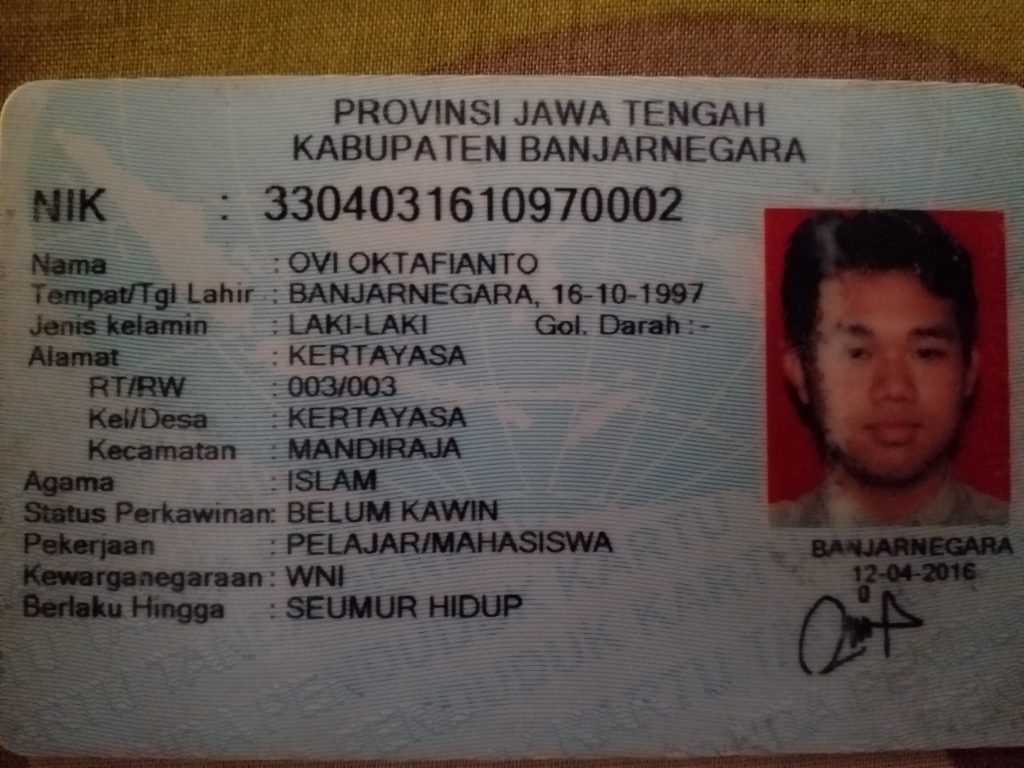 PROVINSI JAWA TENGAH
KABUPATEN BANJARNEGARA
NIK : 3304031610970002
Nama : OVI OKTAFIANTO
Tempat/Tgl Lahir : BANJARNEGARA, 16-10-1997
Jenis kelamin : LAKI-LAKI Gol. Darah : -
Alamat : KERTAYASA
RT/RW : 003/003
Kel/Desa : KERTAYASA
Kecamatan : MANDIRAJA
Agama : ISLAM
Status Perkawinan: BELUM KAWIN
Pekerjaan : PELAJAR/MAHASISWA
Kewarganegaraan : WNI
Berlaku Hingga : SEUMUR HIDUP
BANJARNEGARA
12-04-2016